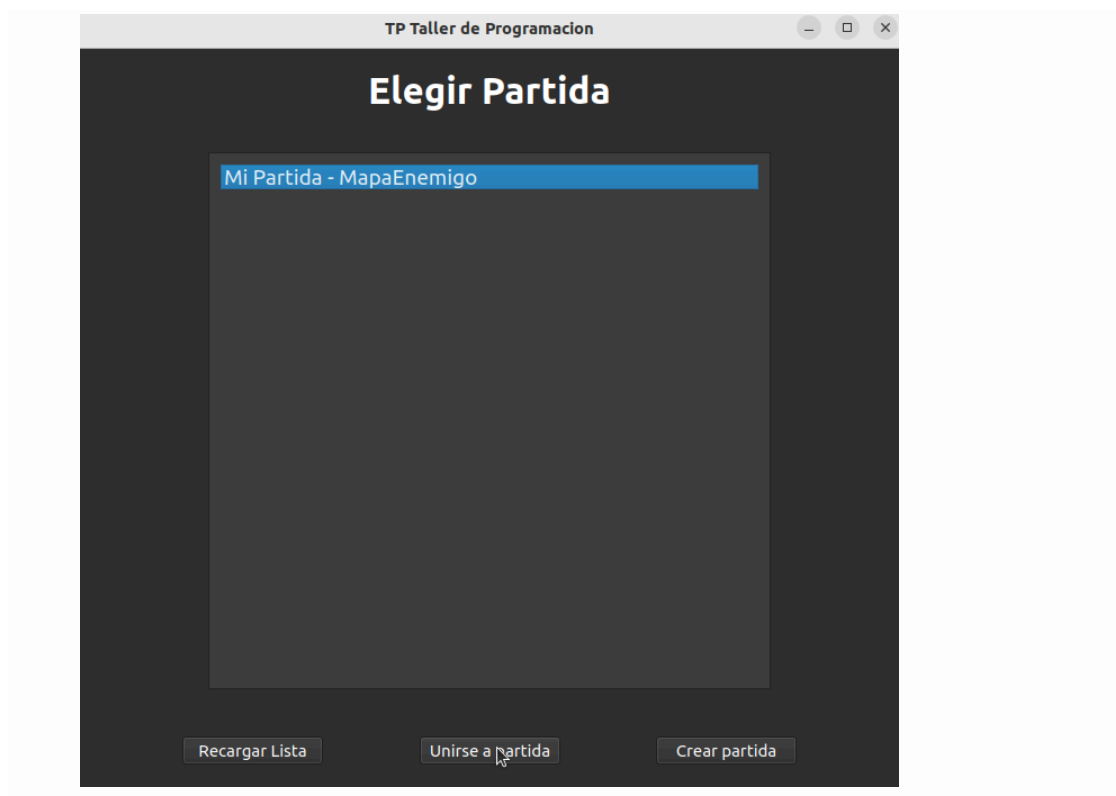 TP Taller de Programacion
Elegir Partida
Mi Partida - MapaEnemigo
Recargar Lista
Unirse a partida
Crear partida